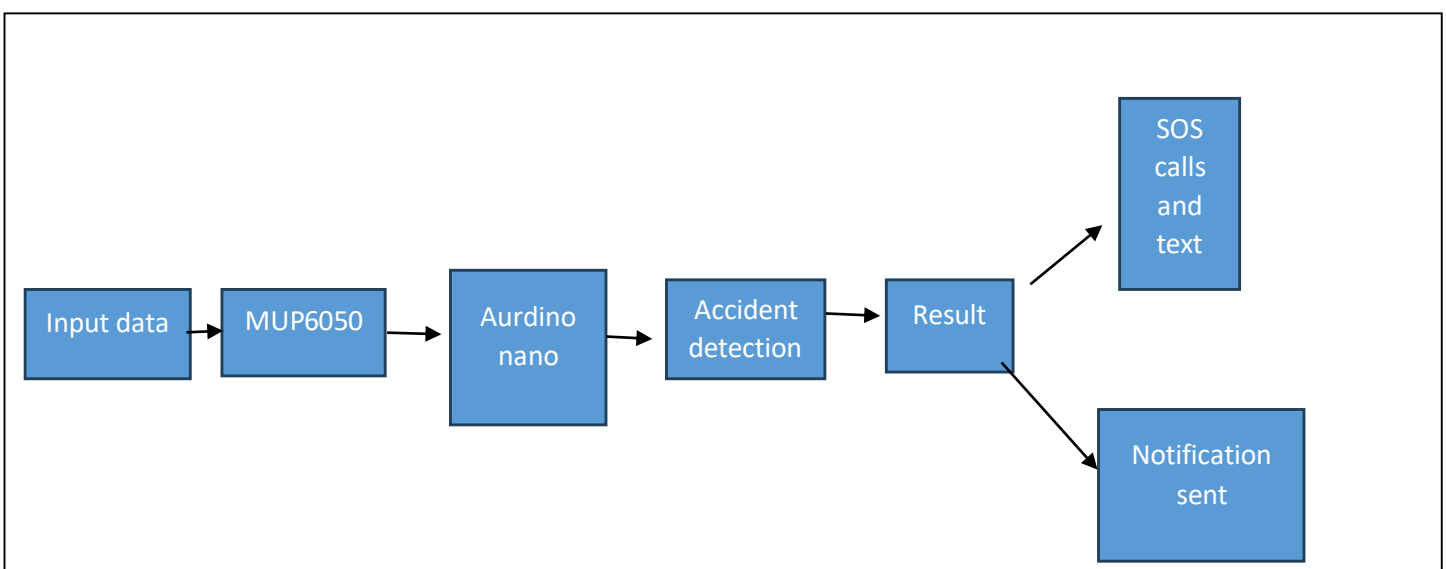 Input data
MUP6050
Aurdino
nano
Accident
detection
Result
SOS
calls
and
text
Notification
sent